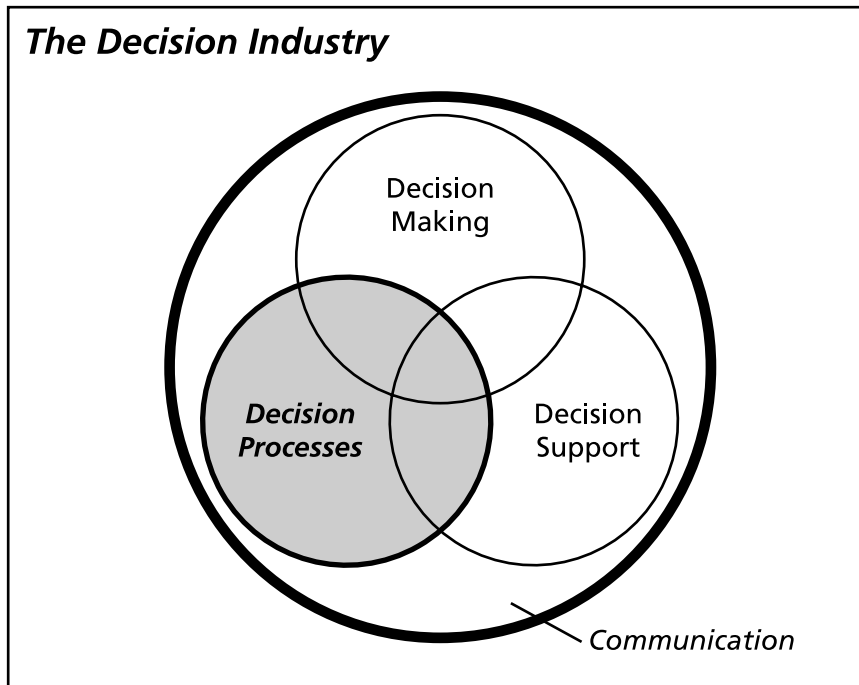 The Decision Industry
Decision
Making
Decision
Processes
Decision
Support
Communication